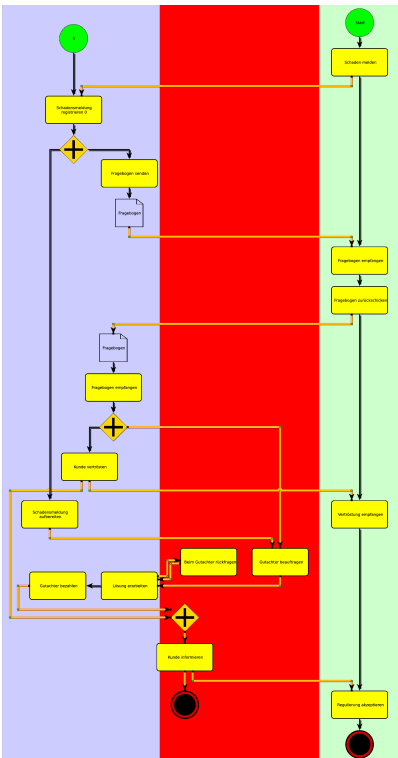 Start
Schaden melden
Schadensmeldung
registrieren 0
Fragebogen senden
Fragebogen
Fragebogen empfangen
Fragebogen zurückschicken
Fragebogen
Fragebogen empfangen
Kunde vertrösten
Schadensmeldung
aufbereiten
Vertröstung empfangen
Beim Gutachter rückfragen
Gutachter beauftragen
Gutachter bezahlen
Lösung erarbeiten
Kunde informieren
Regulierung akzeptieren